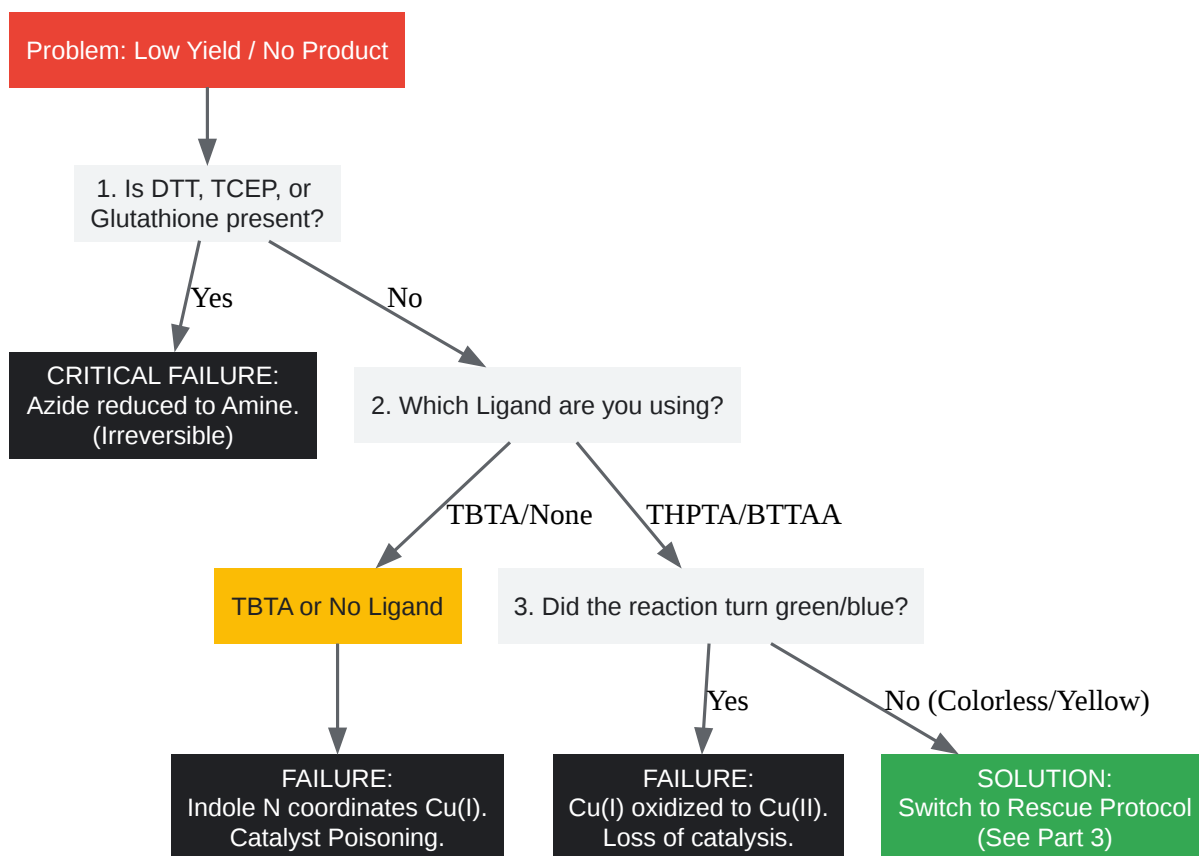 Problem: Low Yield / No Product
1. Is DTT, TCEP, or
Glutathione present?
Yes
No
CRITICAL FAILURE:
Azide reduced to Amine.
(Irreversible)
2. Which Ligand are you using?
TBTA/None
THPTA/BTTAA
TBTA or No Ligand
3. Did the reaction turn green/blue?
Yes
No (Colorless/Yellow)
FAILURE:
Indole N coordinates Cu(I).
Catalyst Poisoning.
FAILURE:
Cu(I) oxidized to Cu(II).
Loss of catalysis.
SOLUTION:
Switch to Rescue Protocol
(See Part 3)